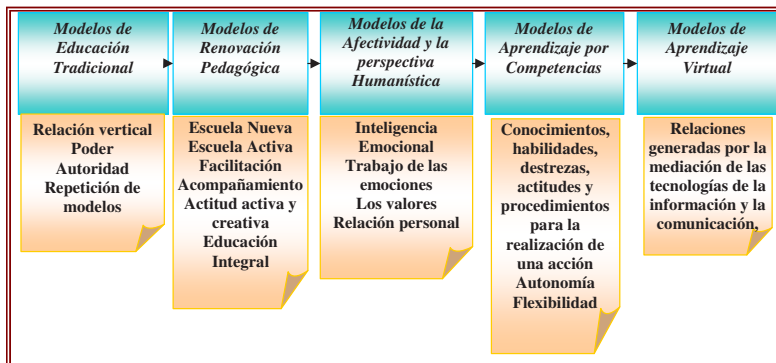 Modelos de
Educación
Tradicional
Modelos de
Renovación
Pedagógica
Modelos de la
Afectividad y la
perspectiva
Humanística
Modelos de
Aprendizaje por
Competencias
Modelos de
Aprendizaje
Virtual
Relación vertical
Poder
Autoridad
Repetición de
modelos
Escuela Nueva
Escuela Activa
Facilitación
Acompañamiento
Actitud activa y
creativa
Educación
Integral
Inteligencia
Emocional
Trabajo de las
emociones
Los valores
Relación personal
Conocimientos,
habilidades,
destrezas,
actitudes y
procedimientos
para la
realización de
una acción
Autonomía
Flexibilidad
Relaciones
generadas por la
mediación de las
tecnologías de la
información y la
comunicación,